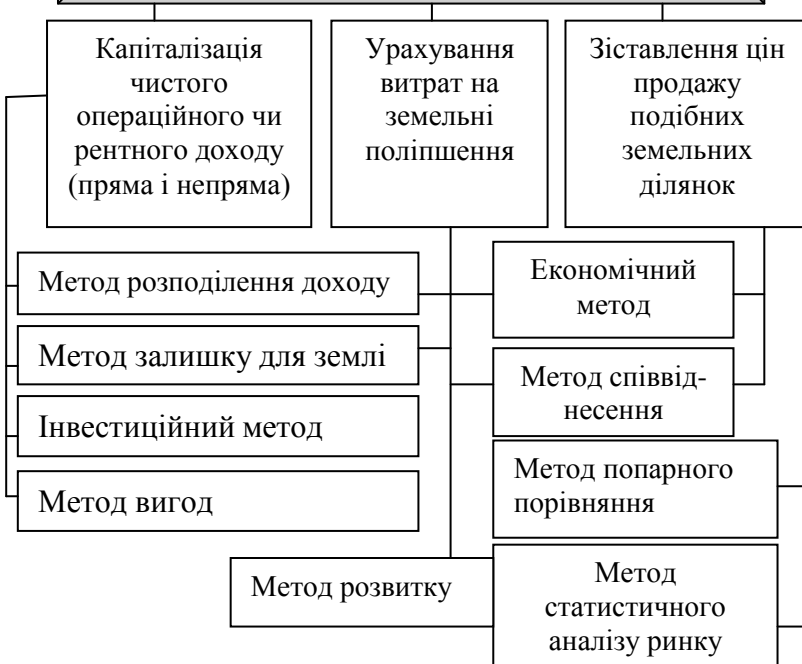 Капіталізація
чистого
операційного чи
рентного доходу
(пряма і непряма)
Урахування
витрат на
земельні
поліпшення
Зіставлення цін
продажу
подібних
земельних
ділянок
Метод розподілення доходу
Метод залишку для землі
Інвестиційний метод
Метод вигод
Економічний
метод
Метод співвід-
несення
Метод попарного
порівняння
Метод розвитку
Метод
статистичного
аналізу ринку